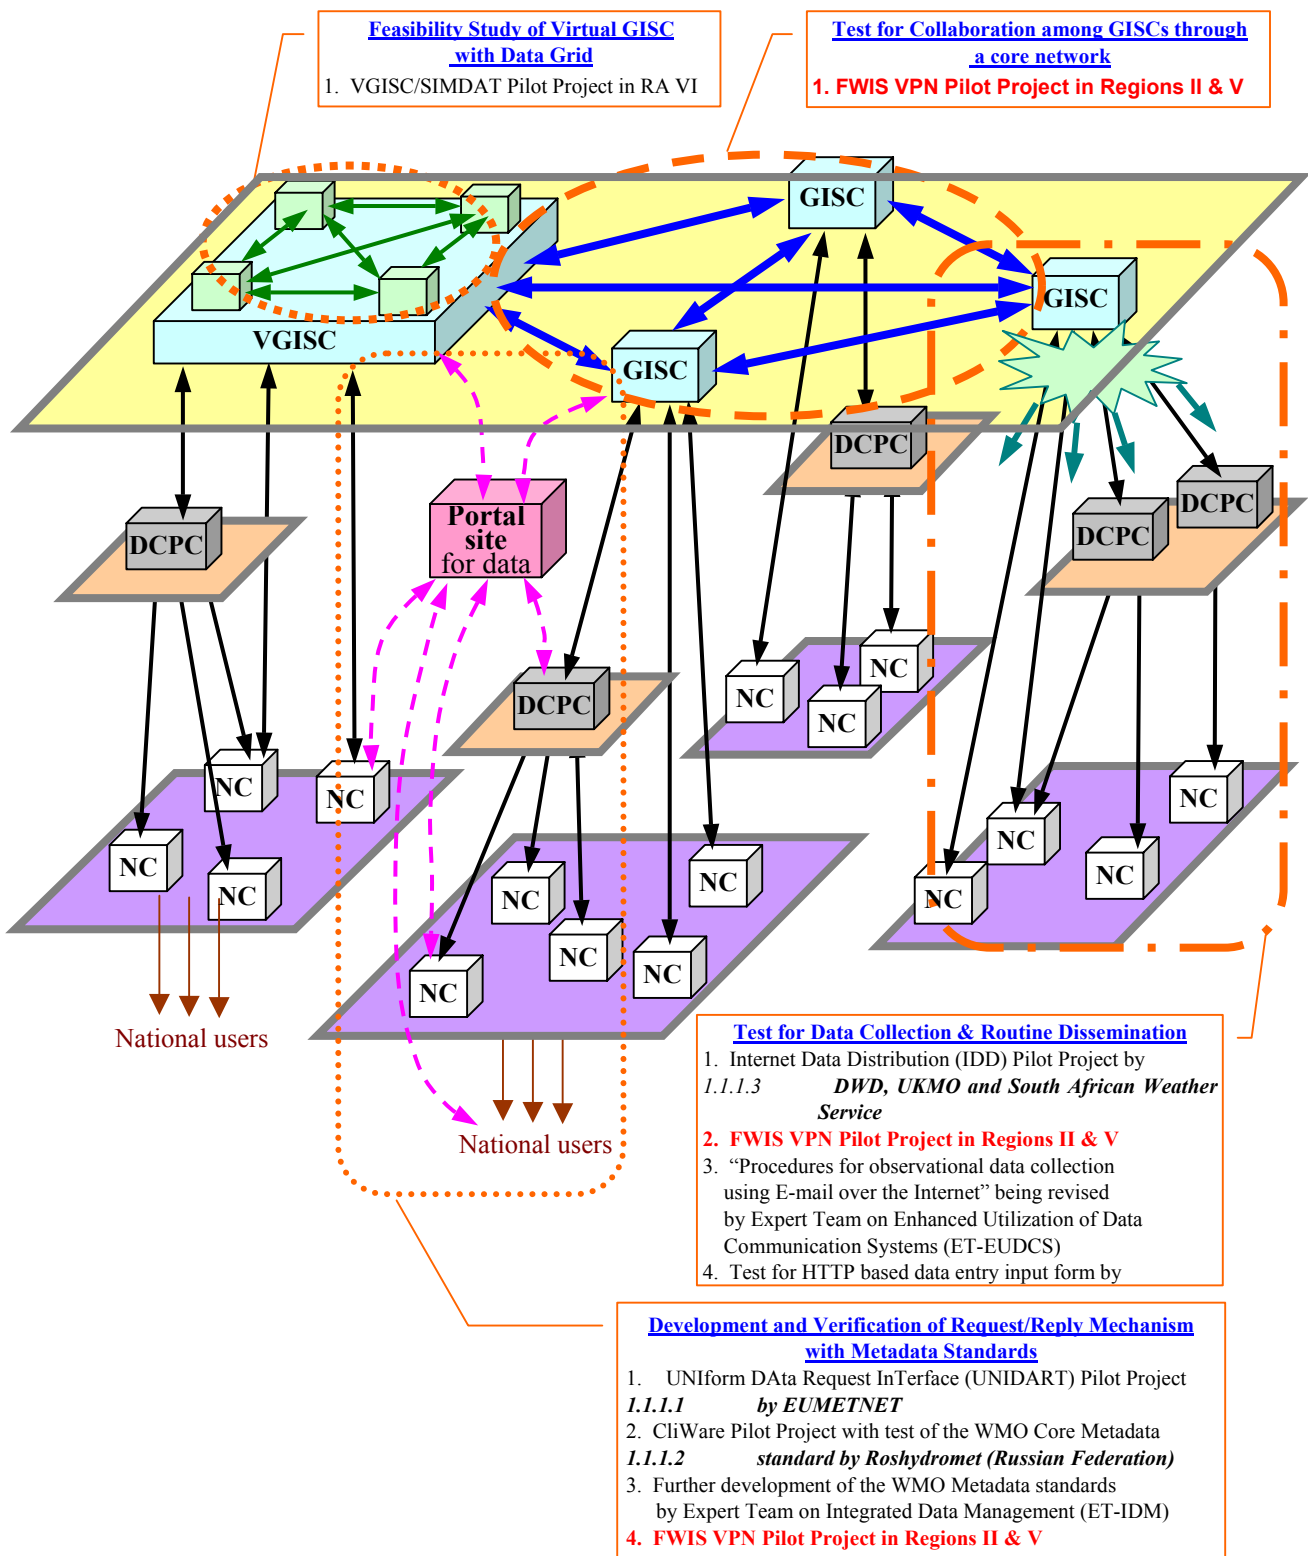 Feasibility Study of Virtual GISC
with Data Grid
1. VGISC/SIMDAT Pilot Project in RA VI
Test for Collaboration among GISCs through
a core network
1. FWIS VPN Pilot Project in Regions II & V
GISC
GISC
VGISC
GISC
DCPC
DCPC
Portal
site
for data
DCPC
DCPC
NC
NC
NC
DCPC
NC
NC
NC
NC
NC
NC
NC
NC
NC
NC
NC
NC
NC
NC
National users
National users
Test for Data Collection & Routine Dissemination
1. Internet Data Distribution (IDD) Pilot Project by
1.1.1.3 DWD, UKMO and South African Weather
Service
2. FWIS VPN Pilot Project in Regions II & V
3. “Procedures for observational data collection
using E-mail over the Internet” being revised
by Expert Team on Enhanced Utilization of Data
Communication Systems (ET-EUDCS)
4. Test for HTTP based data entry input form by
Development and Verification of Request/Reply Mechanism
with Metadata Standards
1. UNIform DAta Request InTerface (UNIDART) Pilot Project
1.1.1.1 by EUMETNET
2. CliWare Pilot Project with test of the WMO Core Metadata
1.1.1.2 standard by Roshydromet (Russian Federation)
3. Further development of the WMO Metadata standards
by Expert Team on Integrated Data Management (ET-IDM)
4. FWIS VPN Pilot Project in Regions II & V